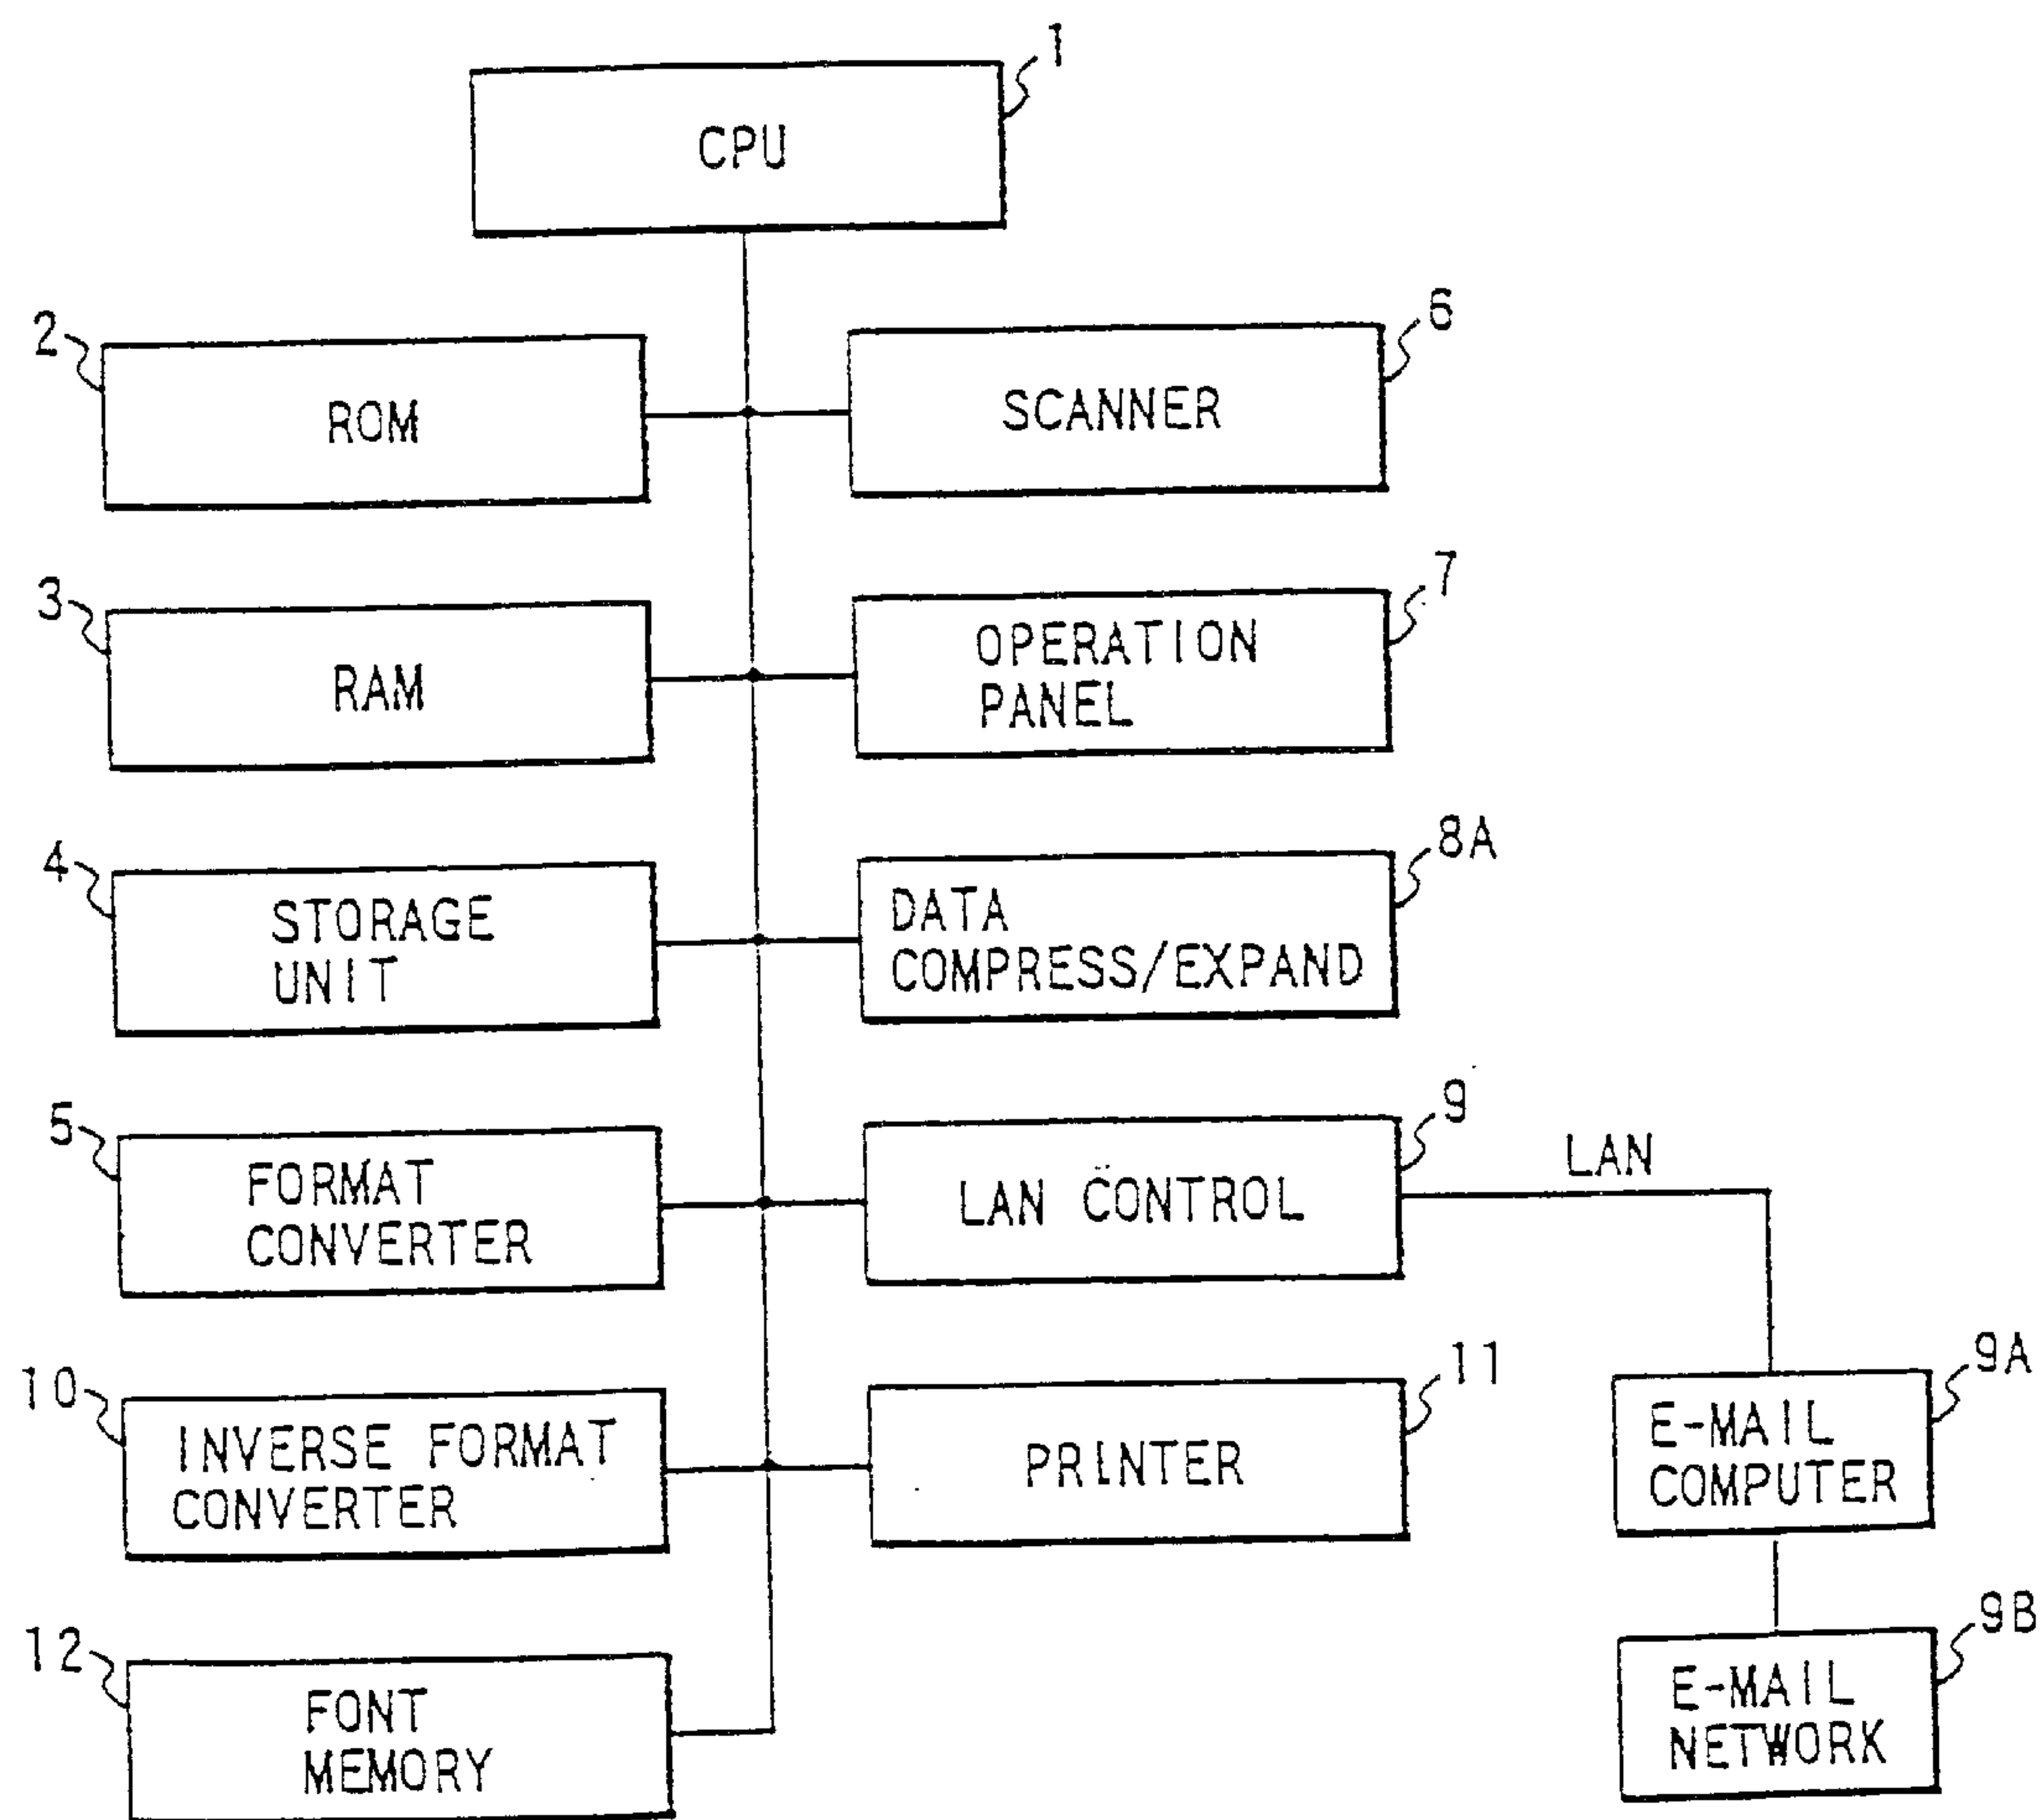 1
CPU
2
ROM
6
SCANNER
3
RAM
7
OPERATION
PANEL
4
STORAGE
UNIT
8A
DATA
COMPRESS/EXPAND
5
FORMAT
CONVERTER
9
LAN CONTROL
LAN
10
INVERSE FORMAT
CONVERTER
11
PRINTER
9A
E-MAIL
COMPUTER
12
FONT
MEMORY
9B
E-MAIL
NETWORK